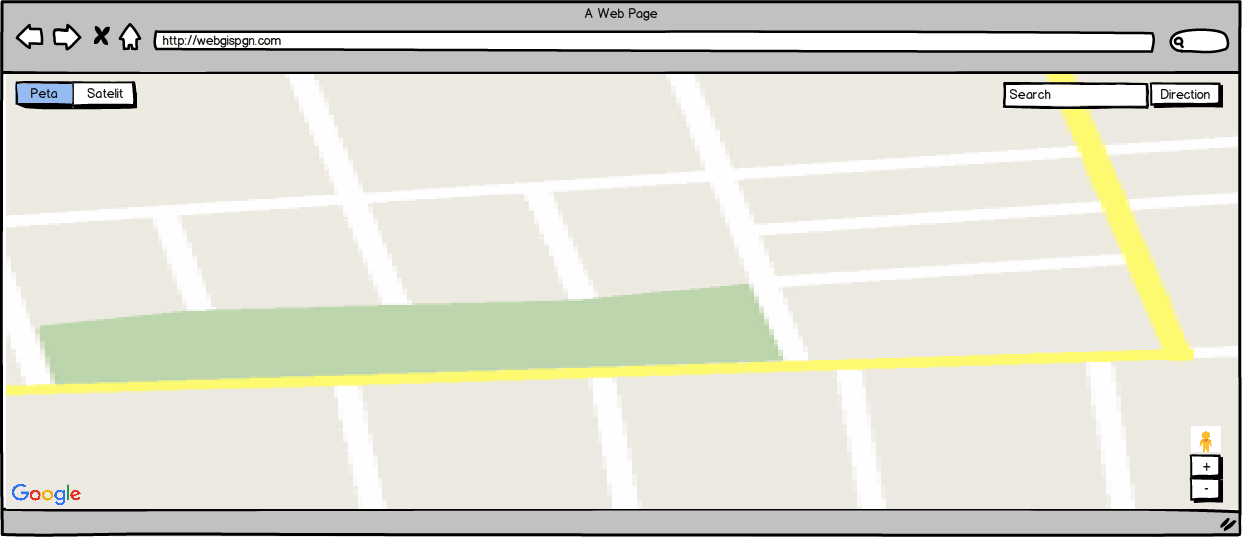 A Web Page
http://webgispgn.com
Peta Satelit
Search Direction
+
-
Google